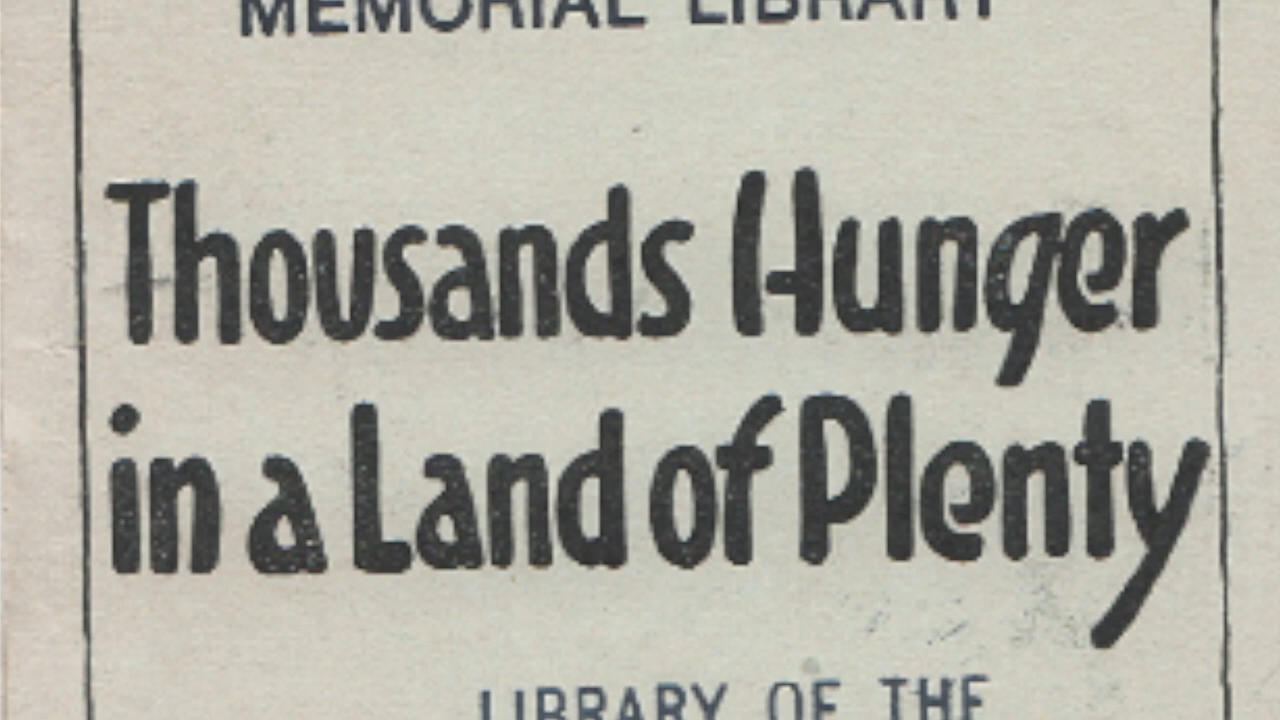 MEMORIAL LIBRARY
Thousands Hunger
in a Land of Plenty
LIBRARY OF THE